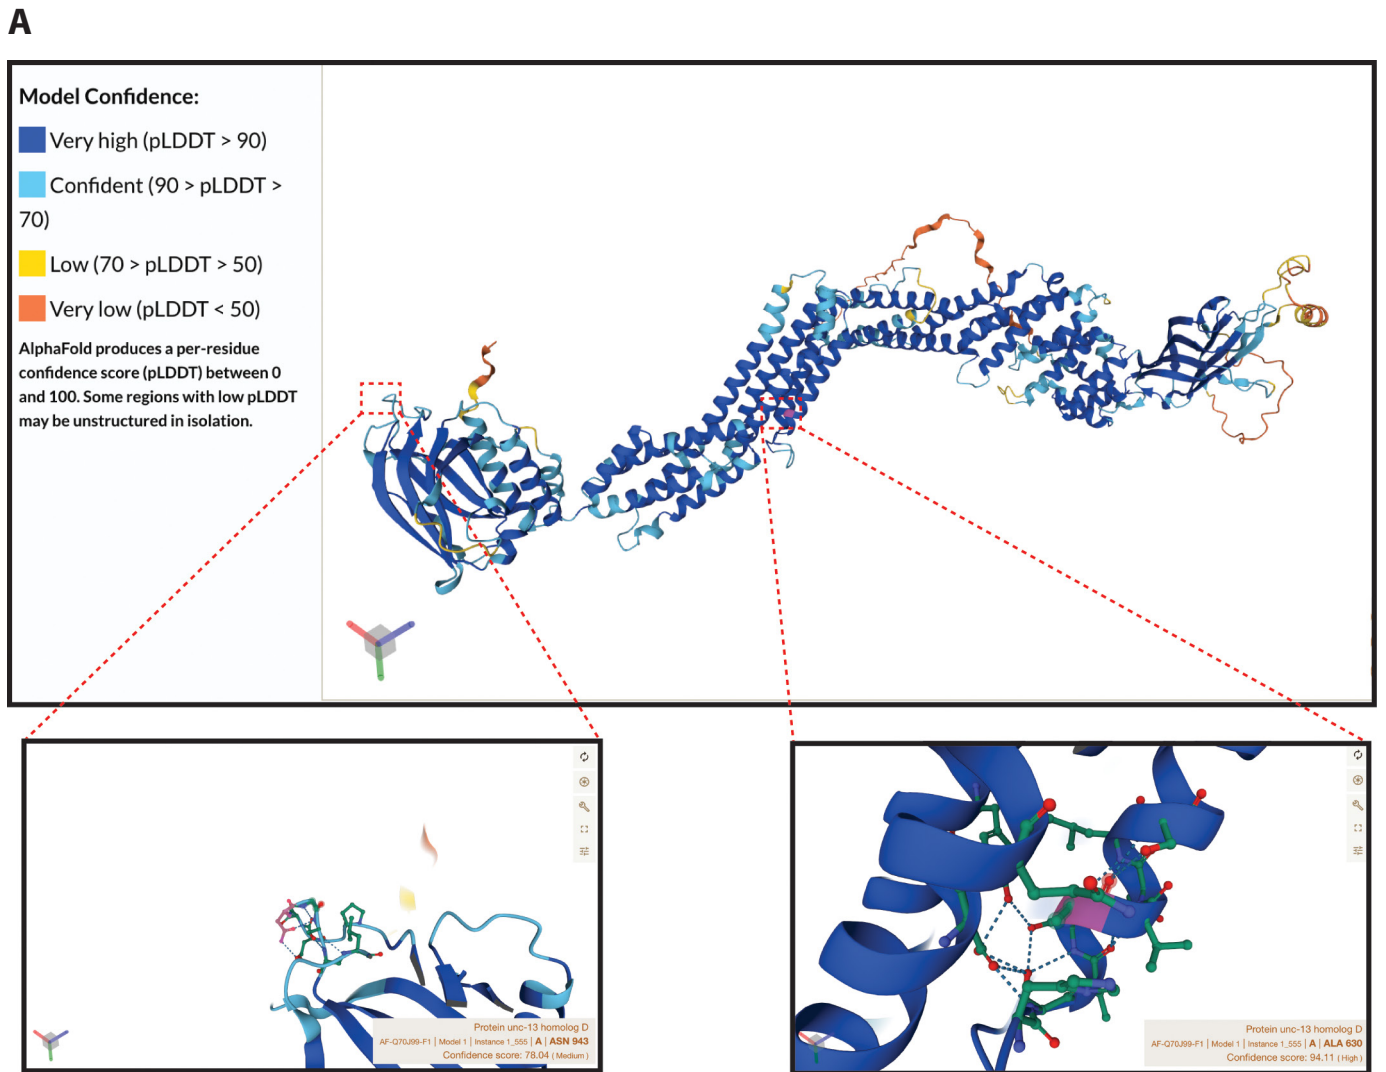 A
Model Confidence:
Very high (pLDDT > 90)
Confident (90 > pLDDT >
70)
Low (70 > pLDDT > 50)
Very low (pLDDT < 50)
AlphaFold produces a per-residue
confidence score (pLDDT) between 0
and 100. Some regions with low pLDDT
may be unstructured in isolation.
Protein unc-13 homolog D
AF-Q70J99-F1 | Model 1 | Instance 1_555 | A | ASN 943
Confidence score: 78.04 ( Medium )
Protein unc-13 homolog D
AF-Q70J99-F1 | Model 1 | Instance 1_555 | A | ALA 630
Confidence score: 94.11 ( High )